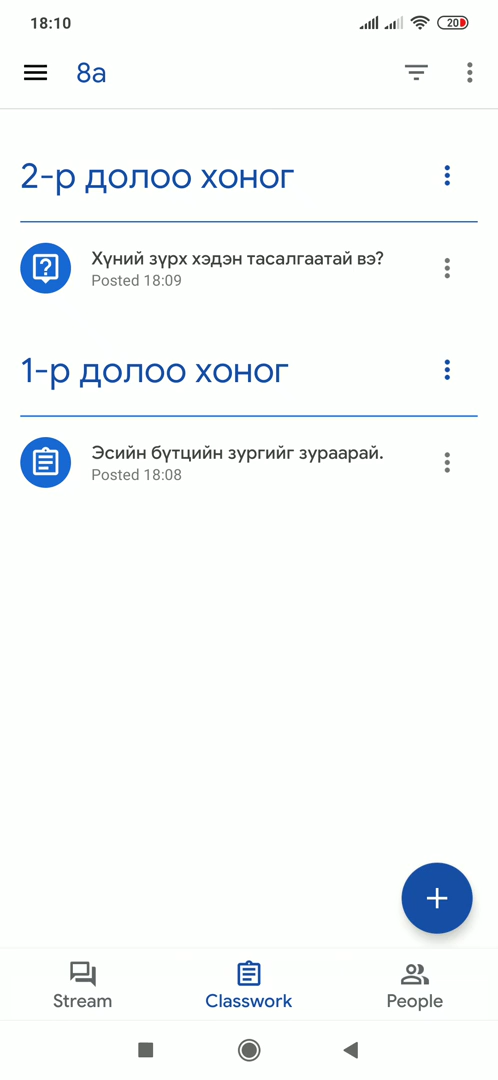 18:10
20
8a
2-р долоо хоног
Хүний зүрх хэдэн тасалгаатай вэ?
Posted 18:09
1-р долоо хоног
Эсийн бүтцийн зургийг зураарай.
Posted 18:08
Stream
Classwork
People